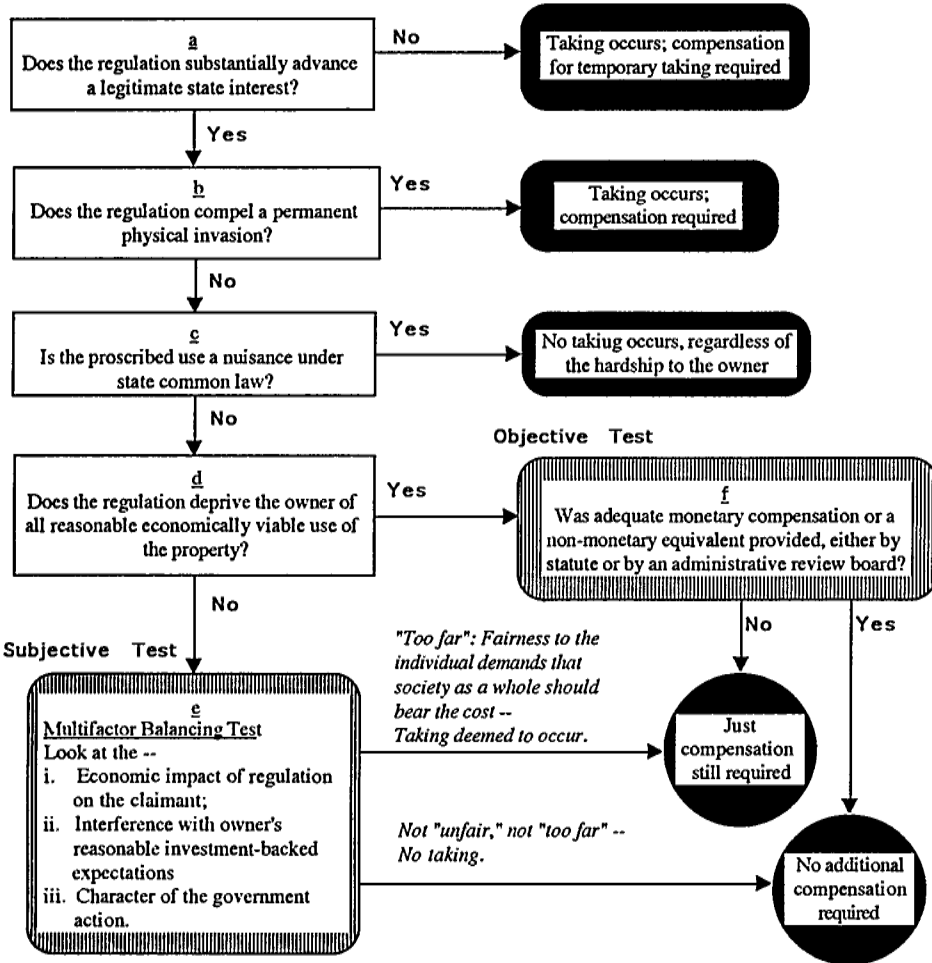 a
Does the regulation substantially advance
a legitimate state interest?
No
Taking occurs; compensation
for temporary taking required
Yes
b
Does the regulation compel a permanent
physical invasion?
Yes
Taking occurs;
compensation required
No
c
Is the proscribed use a nuisance under
state common law?
Yes
No takiug occurs, regardless of
the hardship to the owner
No
Objective Test
d
Does the regulation deprive the owner of
all reasonable economically viable use of
the property?
Yes
f
Was adequate monetary compensation or a
non-monetary equivalent provided, either by
statute or by an administrative review board?
No
No
Yes
Subjective Test
e
Multifactor Balancing Test
Look at the --
i. Economic impact of regulation
on the claimant;
ii. Interference with owner's
reasonable investment-backed
expectations
iii. Character of the government
action.
"Too far": Fairness to the
individual demands that
society as a whole should
bear the cost --
Taking deemed to occur.
Just
compensation
still required
Not "unfair," not "too far" --
No taking.
No additional
compensation
required